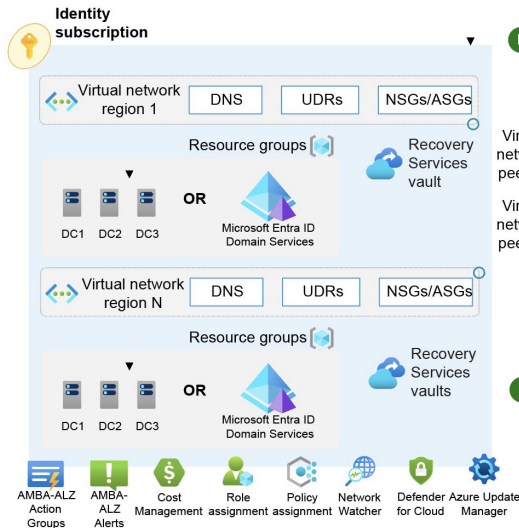 Identity
subscription
Virtual network
region 1
DNS
UDRs
NSGs/ASGs
Resource groups
Recovery
Services
vault
DC1
DC2
DC3
OR
Microsoft Entra ID
Domain Services
Virtual network
region N
DNS
UDRs
NSGs/ASGs
Resource groups
Recovery
Services
vaults
DC1
DC2
DC3
OR
Microsoft Entra ID
Domain Services
AMBA-ALZ
Action
Groups
AMBA-
ALZ
Alerts
Cost
Management
Role
assignment
Policy
assignment
Network
Watcher
Defender
for Cloud
Azure Update
Manager